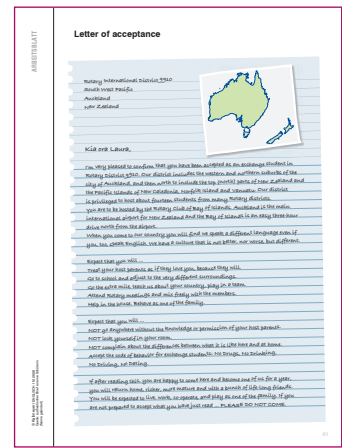 ARBEITSBLATT
Letter of acceptance
Rotary International District 9910
South West Pacific
Auckland
New Zealand
Kia ora Laura,
I'm very pleased to confirm that you have been accepted as an exchange student in
Rotary District 9910. Our district includes the western and northern suburbs of the
city of Auckland, and then north to include the top (north) parts of New Zealand and
the Pacific Islands of New Caledonia, Norfolk Island and Vanuatu. Our district
is privileged to host about fourteen students from many Rotary districts.
You are to be hosted by the Rotary Club of Bay of Islands. Auckland is the main
international airport for New Zealand and the Bay of Islands is an easy three-hour
drive north from the airport.
When you come to our country you will find we speak a different language even if
you, too, speak English. We have a culture that is not better, nor worse, but different.
Expect that you will ...
Treat your host parents as if they love you, because they will.
Go to school and adjust to the very different surroundings.
Go the extra mile, teach us about your country, play in a team.
Attend Rotary meetings and mix freely with the members.
Help in the house. Behave as one of the family.
Expect that you will ...
NOT go anywhere without the knowledge or permission of your host parents.
NOT lock yourself in your room.
NOT complain about the differences between what it is like here and at home.
Accept the code of behavior for exchange students: No Drugs, No Drinking,
No Driving, No Dating.
If after reading this, you are happy to come here and become one of us for a year,
you will return home, richer, more mature and with a bunch of life-long friends.
You will be expected to live, work, co-operate, and play as one of the family. If you
are not prepared to accept what you have just read ... PLEASE DO NOT COME.